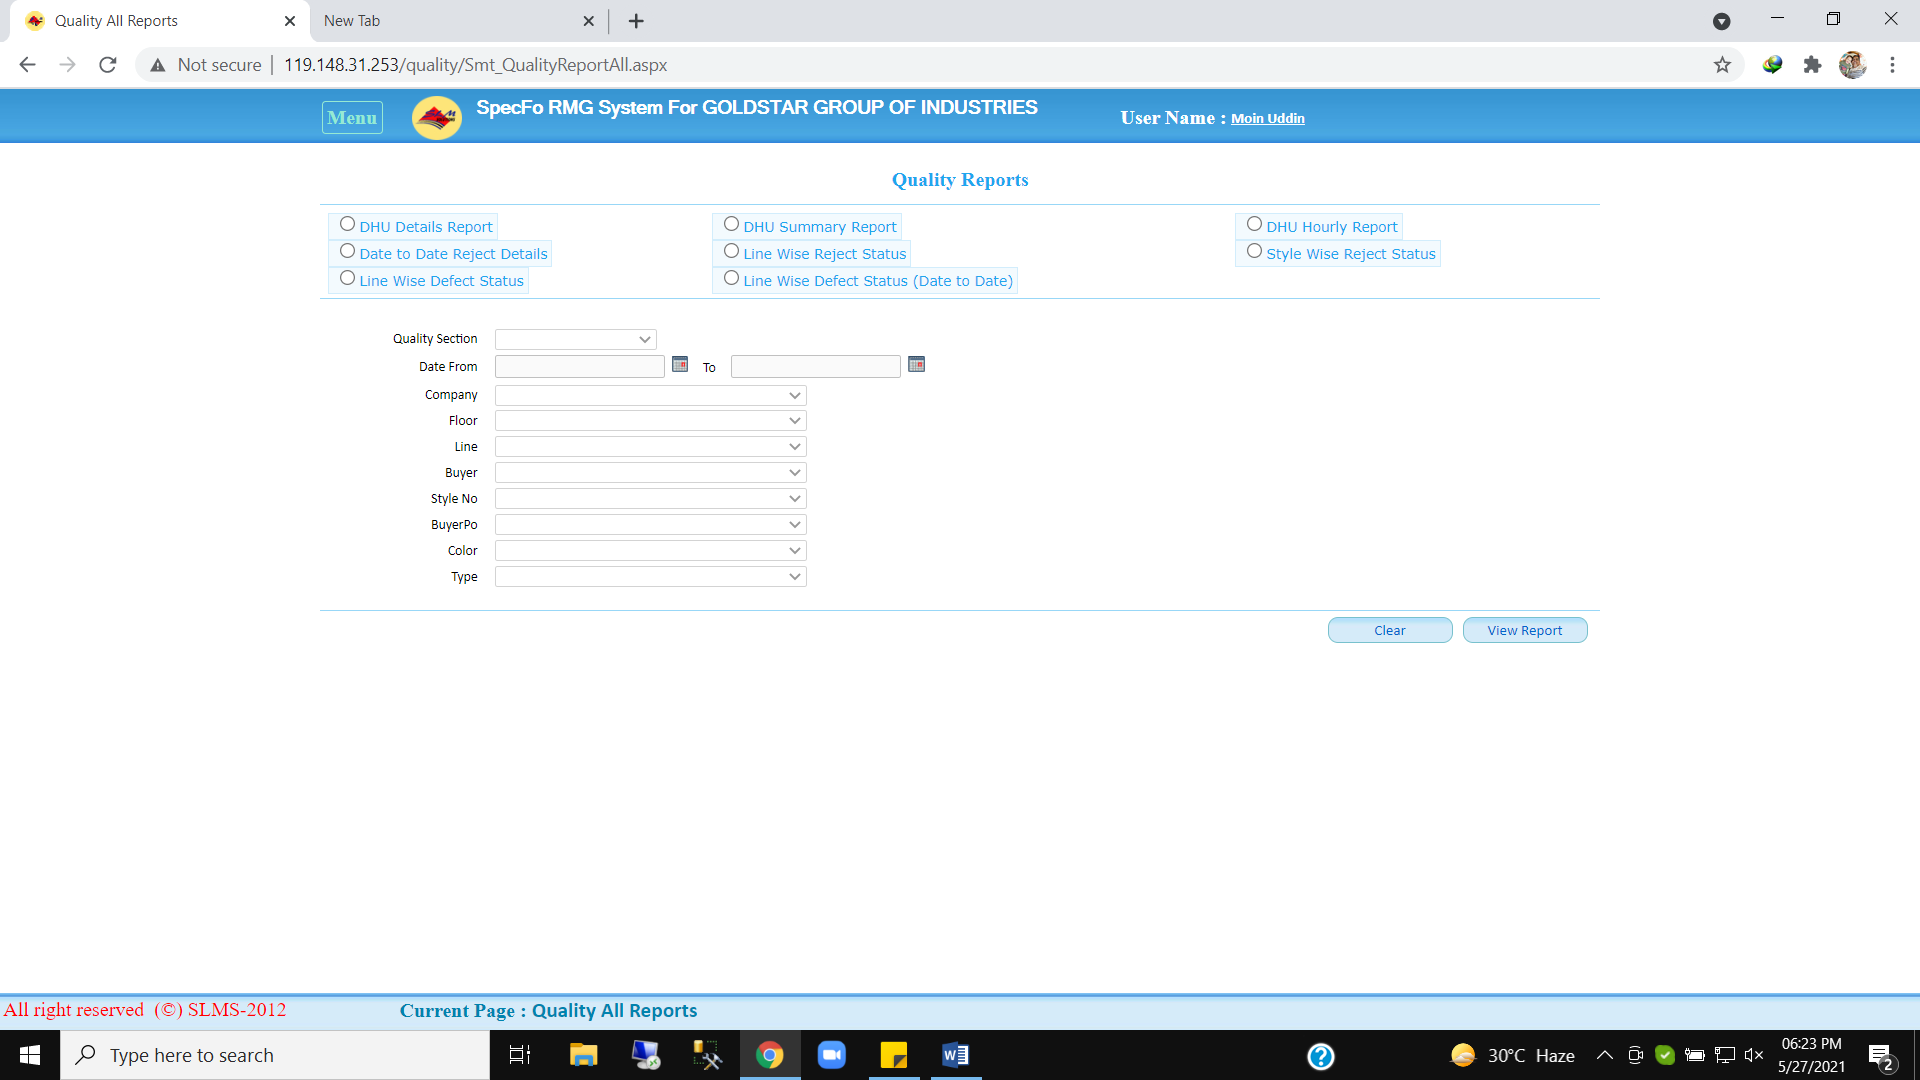 Quality All Reports
New Tab
Not secure
119.148.31.253/quality/Smt_QualityReportAll.aspx
Menu
SpecFo RMG System For GOLDSTAR GROUP OF INDUSTRIES
User Name : Moin Uddin
Quality Reports
DHU Details Report
DHU Summary Report
DHU Hourly Report
Date to Date Reject Details
Line Wise Reject Status
Style Wise Reject Status
Line Wise Defect Status
Line Wise Defect Status (Date to Date)
Quality Section
Date From
To
Company
Floor
Line
Buyer
Style No
BuyerPo
Color
Type
Clear
View Report
All right reserved (©) SLMS-2012
Current Page : Quality All Reports
Type here to search
30°C Haze
06:23 PM
5/27/2021
2